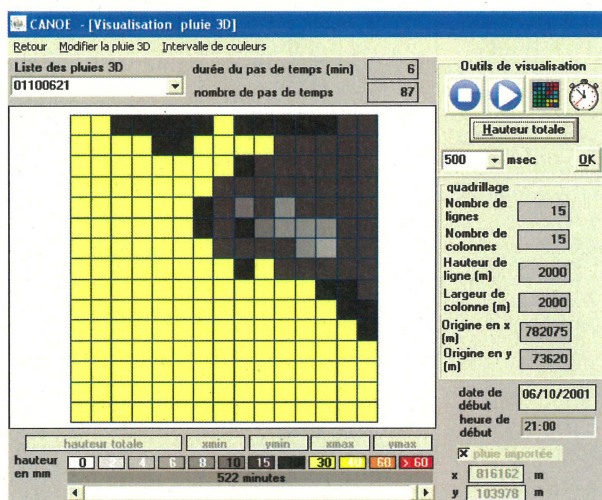 CANOE - [Visualisation pluie 3D]
Retour Modifier la pluie 3D Intervalle de couleurs
Liste des pluies 3D
01100621
durée du pas de temps (min) 6
nombre de pas de temps 87
Outils de visualisation
Hauteur totale
500 msec OK
quadrillage
Nombre de lignes 15
Nombre de colonnes 15
Hauteur de ligne (m) 2000
Largeur de colonne (m) 2000
Origine en x (m) 782075
Origine en y (m) 73620
date de début 06/10/2001
heure de début 21:00
pluie importée
x 816162 m
y 103978 m
hauteur totale xmin ymin xmax ymax
hauteur en mm 0 2 4 6 8 10 15 30 60 > 60
522 minutes